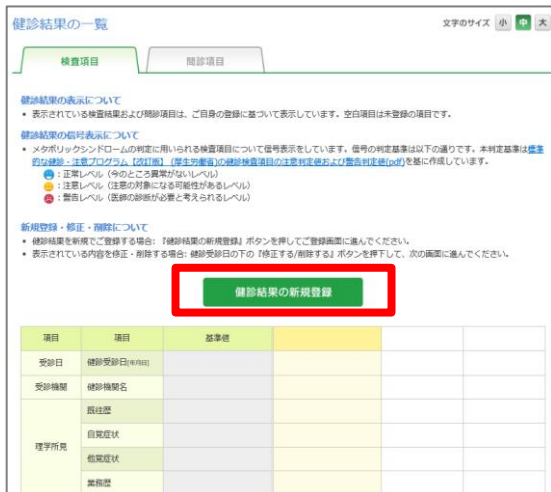 健診結果の一覧
文字のサイズ 小 中 大
検査項目
問診項目
健診結果の表示について
• 表示されている検査結果および問診項目は、ご自身の登録に基づいて表示しています。空白項目は未登録の項目です。
健診結果の信号表示について
• メタボリックシンドロームの判定に用いられる検査項目について信号表示をしています。信号の判定基準は以下の通りです。本判定基準は標準
的な健診・注意プログラム【改訂版】（厚生労働省）の健診検査項目の注意判定値および警告判定値(pdf)を基に作成しています。
：正常レベル（今のところ異常がないレベル）
：注意レベル（注意の対象になる可能性があるレベル）
：警告レベル（医師の診断が必要と考えられるレベル）
新規登録・修正・削除について
• 健診結果を新規でご登録する場合：『健診結果の新規登録』ボタンを押してご登録画面に進んでください。
• 表示されている内容を修正・削除する場合：健診受診日の下の『修正する/削除する』ボタンを押下して、次の画面に進んでください。
健診結果の新規登録
項目 項目 基準値
受診日 健診受診日[年月日]
受診機関 健診機関名
既往歴
自覚症状
理学所見
他覚症状
業務歴